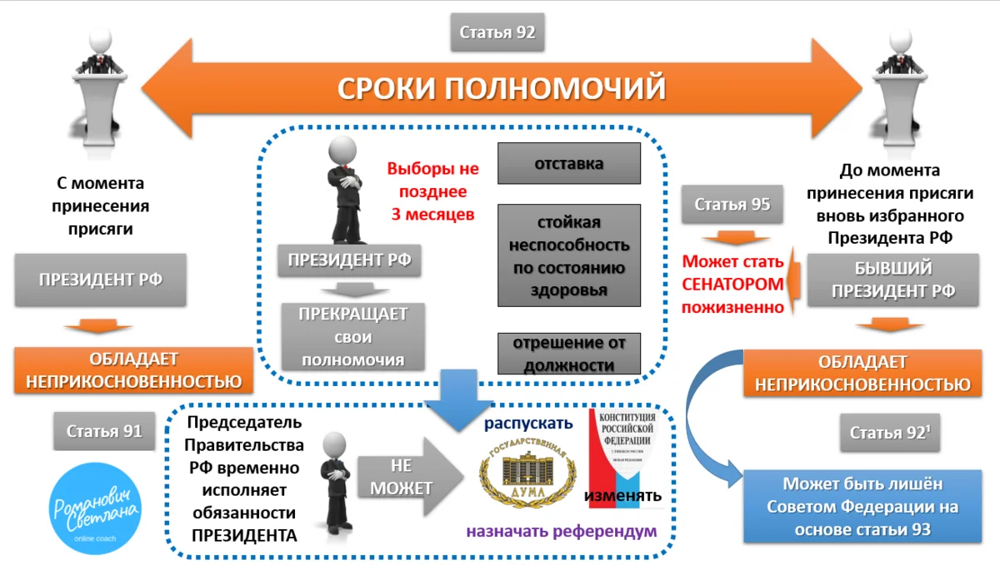 Статья 92
СРОКИ ПОЛНОМОЧИЙ
С момента
принесения
присяги
ПРЕЗИДЕНТ РФ
ОБЛАДАЕТ
НЕПРИКОСНОВЕННОСТЬЮ
Статья 91
Романович
Светлана
online coach
Выборы не
позднее
3 месяцев
ПРЕЗИДЕНТ РФ
ПРЕКРАЩАЕТ
свои
полномочия
отставка
стойкая
неспособность
по состоянию
здоровья
отрешение от
должности
Председатель
Правительства
РФ временно
исполняет
обязанности
ПРЕЗИДЕНТА
НЕ
МОЖЕТ
распускать
ГОСУДАРСТВЕННАЯ
ДУМА
КОНСТИТУЦИЯ
РОССИЙСКОЙ
ФЕДЕРАЦИИ
С ГИМНОМ РОССИИ
НОВАЯ РЕДАКЦИЯ
изменять
назначать референдум
До момента
принесения присяги
вновь избранного
Президента РФ
Статья 95
Может стать
СЕНАТОРОМ
пожизненно
БЫВШИЙ
ПРЕЗИДЕНТ РФ
ОБЛАДАЕТ
НЕПРИКОСНОВЕННОСТЬЮ
Статья 92¹
Может быть лишён
Советом Федерации на
основе статьи 93